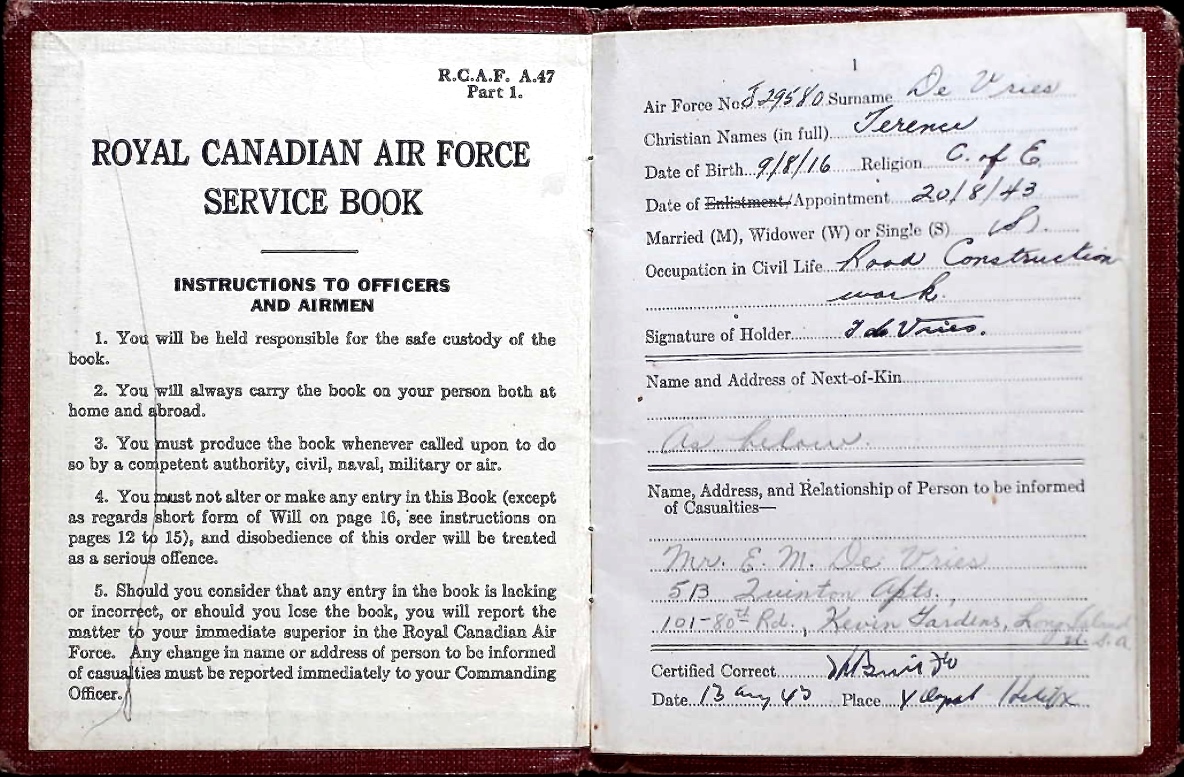 R.C.A.F. A.47
Part 1.
ROYAL CANADIAN AIR FORCE
SERVICE BOOK
INSTRUCTIONS TO OFFICERS
AND AIRMEN
1. You will be held responsible for the safe custody of the
book.
2. You will always carry the book on your person both at
home and abroad.
3. You must produce the book whenever called upon to do
so by a competent authority, civil, naval, military or air.
4. You must not alter or make any entry in this Book (except
as regards short form of Will on page 16, see instructions on
pages 12 to 15), and disobedience of this order will be treated
as a serious offence.
5. Should you consider that any entry in the book is lacking
or incorrect, or should you lose the book, you will report the
matter to your immediate superior in the Royal Canadian Air
Force. Any change in name or address of person to be informed
of casualties must be reported immediately to your Commanding
Officer.
1
Air Force No. J29580 Surname De Vries
Christian Names (in full) Terence
Date of Birth 9/8/16 Religion C of E
Date of Enlistment/Appointment 20/8/43
Married (M), Widower (W) or Single (S) (S).
Occupation in Civil Life Road Construction
work.
Signature of Holder T de Vries.
Name and Address of Next-of-Kin
Name, Address, and Relationship of Person to be informed
of Casualties—
Mrs. E. M. De Vries
5B Apts.,
101-80th Rd., Kewin Gardens, Long Island
U.S.A.
Certified Correct
Date 13 Aug 43 Place Y Depot Halifax